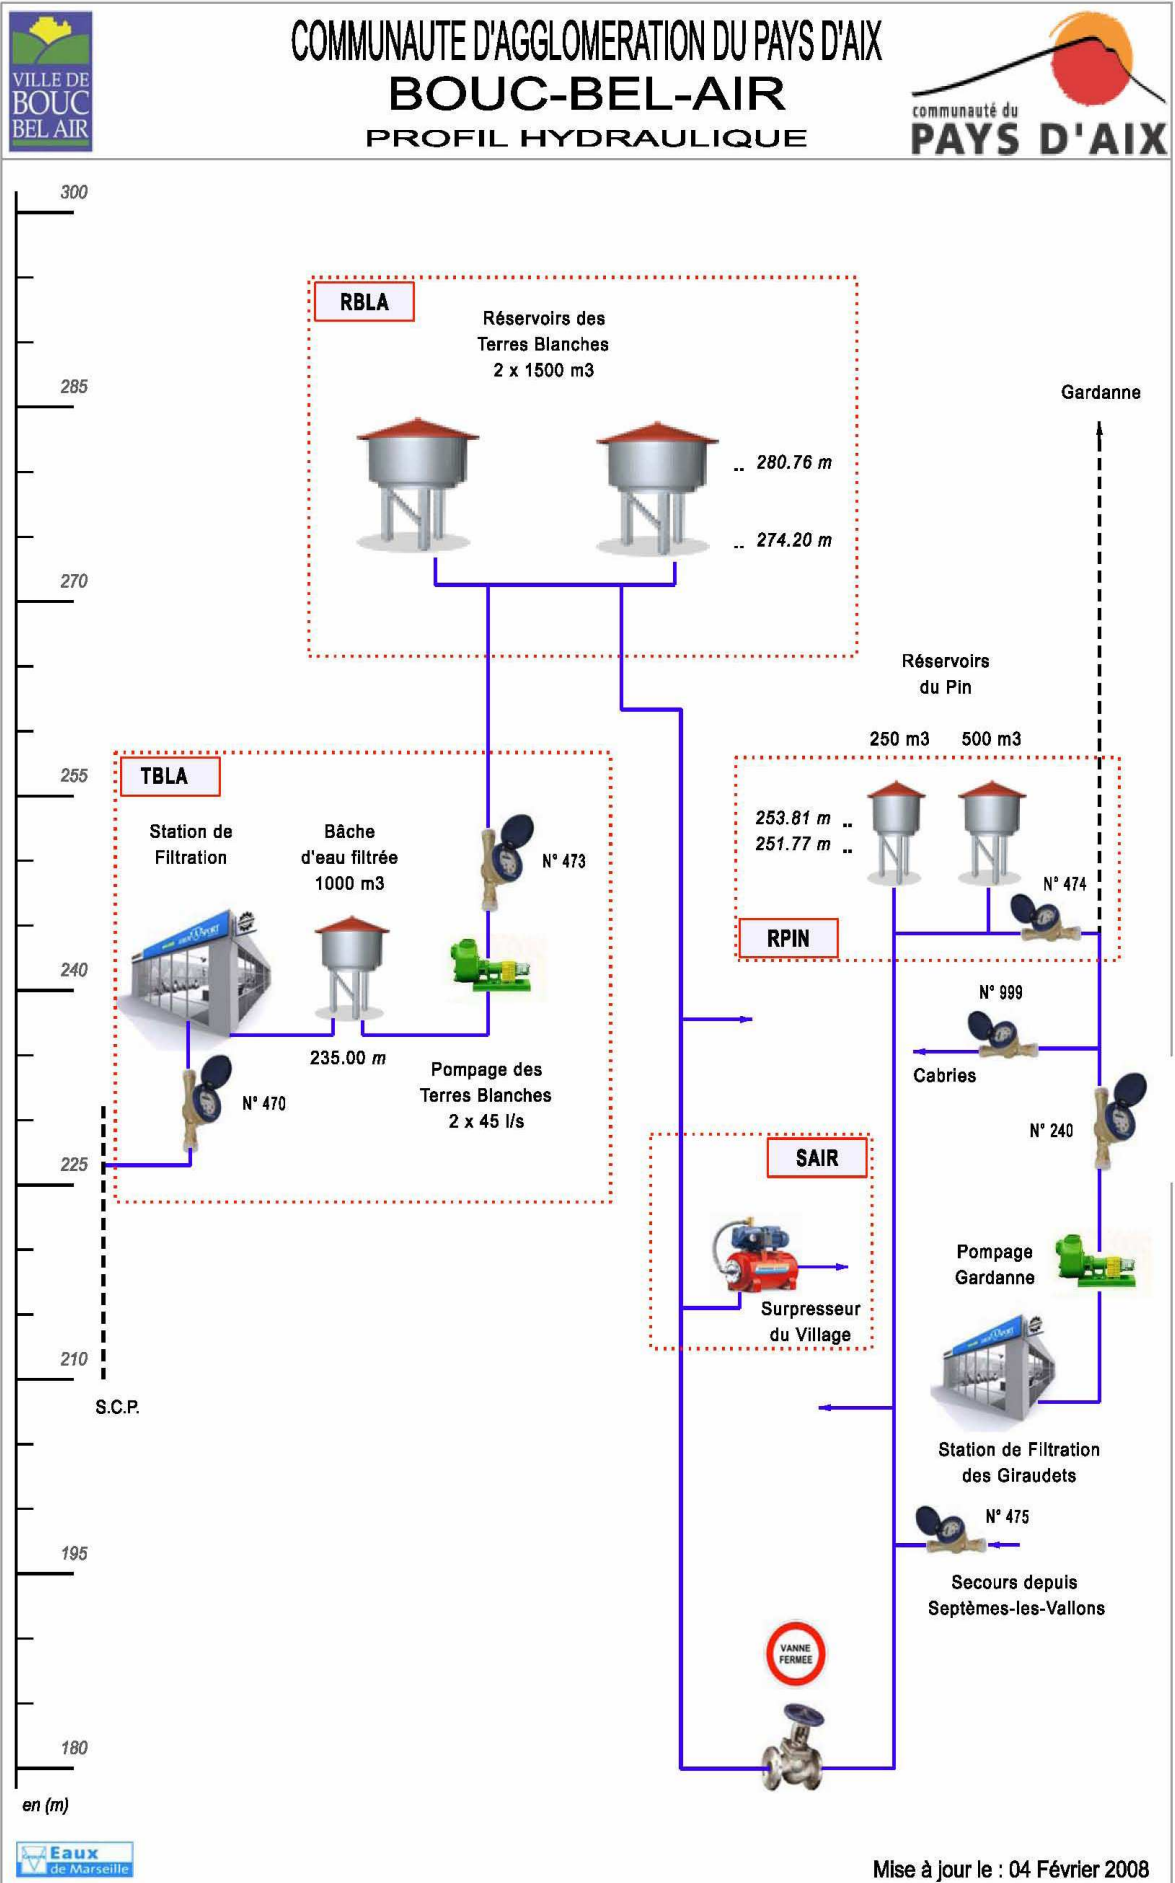 VILLE DE
BOUC
BEL AIR
COMMUNAUTE D'AGGLOMERATION DU PAYS D'AIX
BOUC-BEL-AIR
PROFIL HYDRAULIQUE
communauté du
PAYS D'AIX
300
285
270
255
240
225
210
195
180
en (m)
RBLA
Réservoirs des
Terres Blanches
2 x 1500 m3
280.76 m
274.20 m
Gardanne
Réservoirs
du Pin
250 m3
500 m3
253.81 m
251.77 m
N° 474
RPIN
TBLA
Station de
Filtration
Bâche
d'eau filtrée
1000 m3
N° 473
235.00 m
Pompage des
Terres Blanches
2 x 45 l/s
N° 470
S.C.P.
N° 999
Cabries
N° 240
SAIR
Surpresseur
du Village
Pompage
Gardanne
Station de Filtration
des Giraudets
N° 475
Secours depuis
Septèmes-les-Vallons
VANNE
FERMEE
Eaux
de Marseille
Mise à jour le : 04 Février 2008